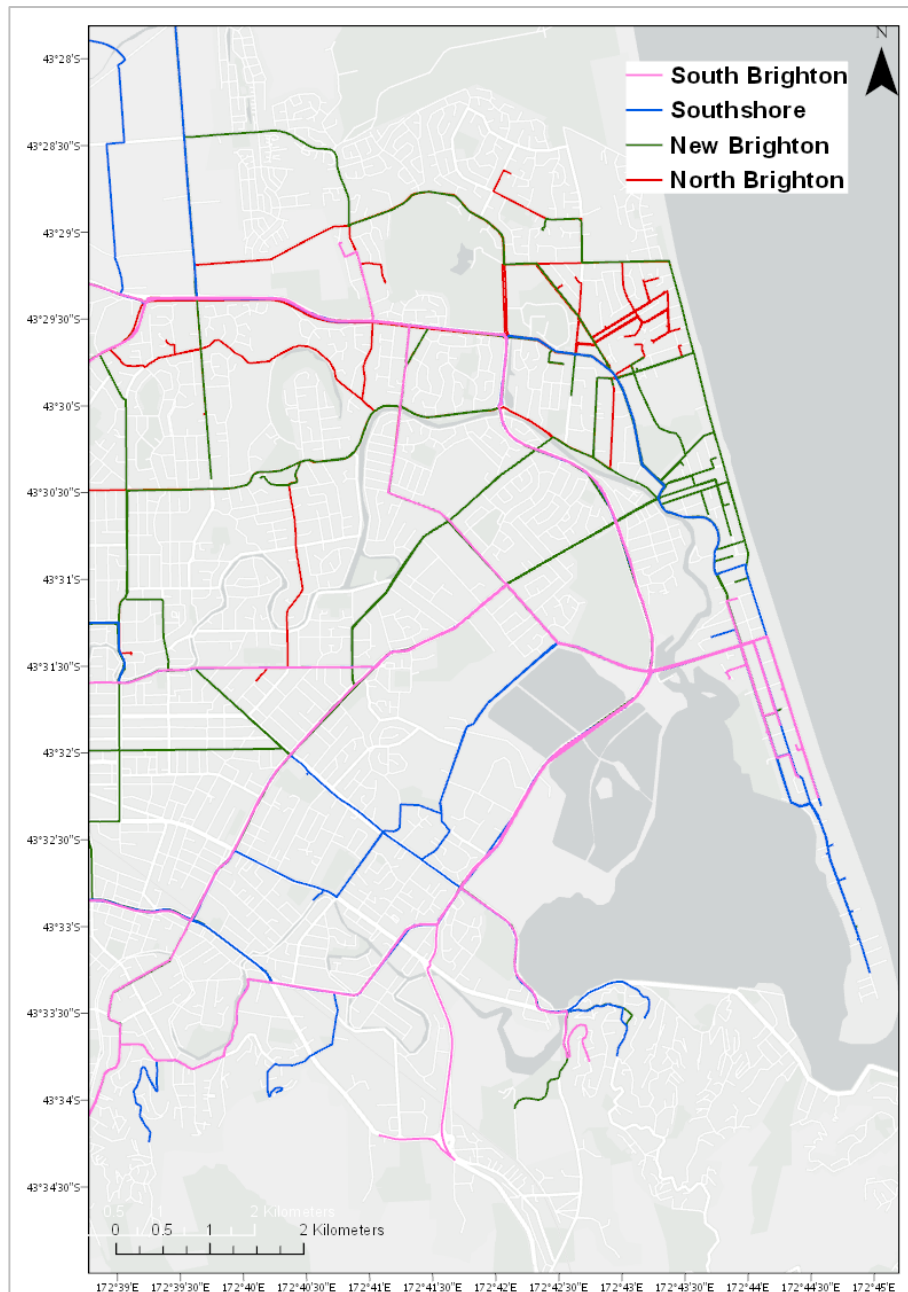 N
South Brighton
Southshore
New Brighton
North Brighton
43°28'S
43°28'30"S
43°29'S
43°29'30"S
43°30'S
43°30'30"S
43°31'S
43°31'30"S
43°32'S
43°32'30"S
43°33'S
43°33'30"S
43°34'S
43°34'30"S
0.5 1 2 Kilometers
0 0.5 1 2 Kilometers
172°39'E 172°39'30"E 172°40'E 172°40'30"E 172°41'E 172°41'30"E 172°42'E 172°42'30"E 172°43'E 172°43'30"E 172°44'E 172°44'30"E 172°45'E